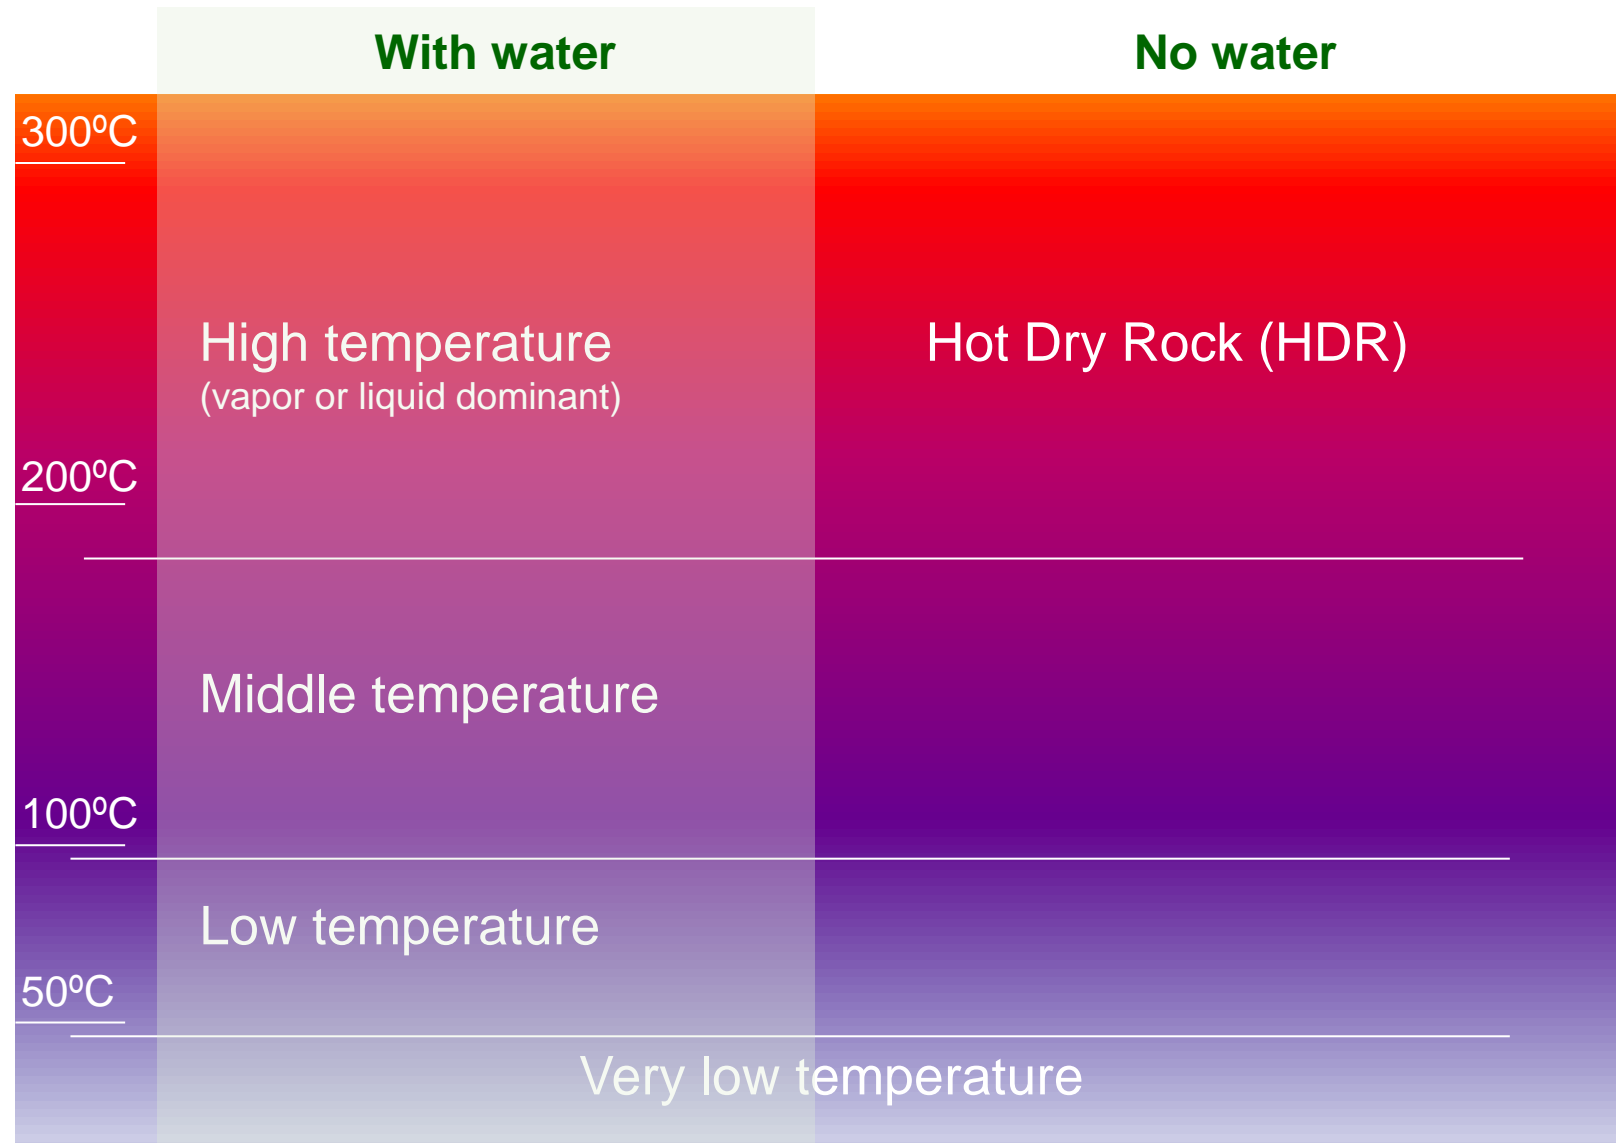 With water
No water
300ºC
High temperature
(vapor or liquid dominant)
Hot Dry Rock (HDR)
200ºC
Middle temperature
100ºC
Low temperature
50ºC
Very low temperature